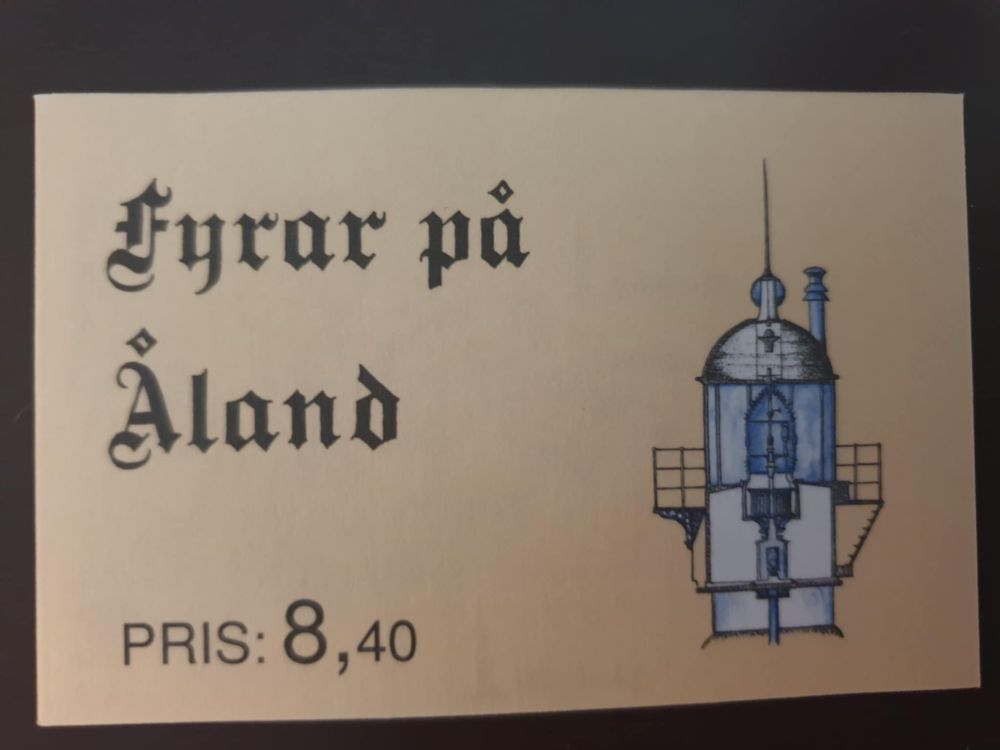 Fyrar på
Åland
PRIS: 8,40